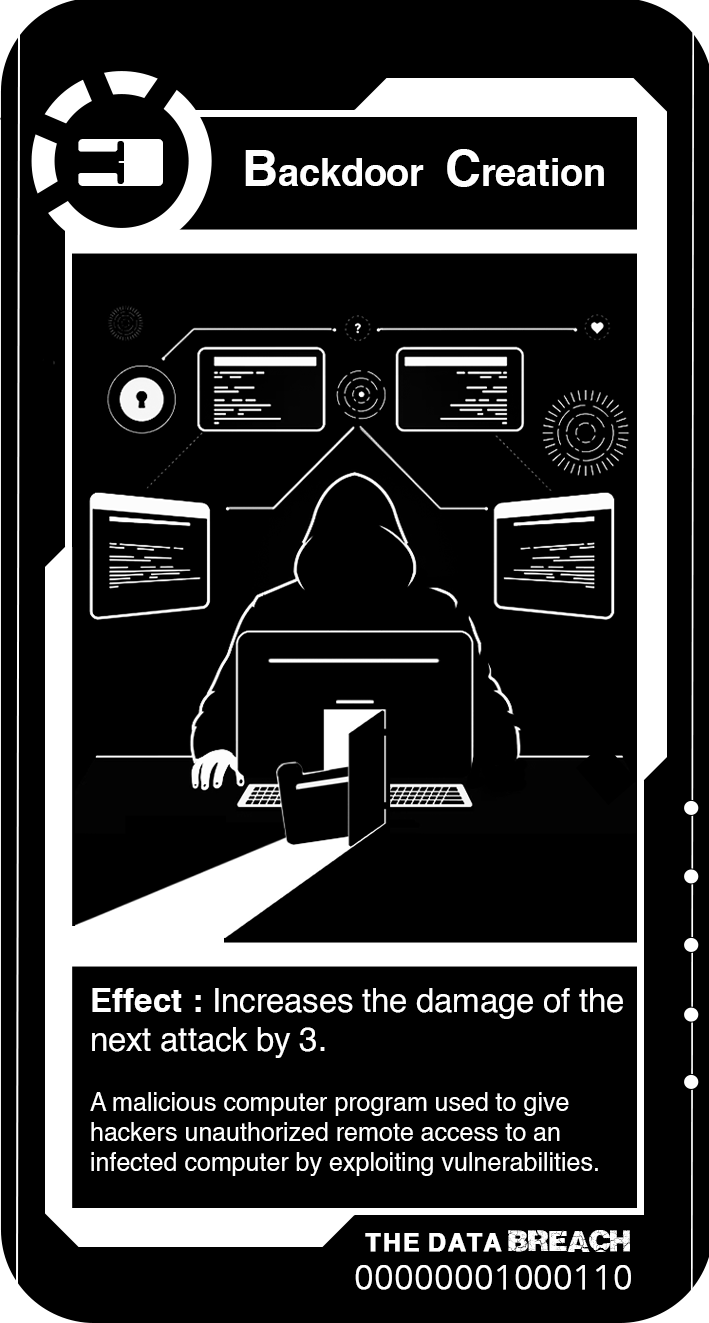 Backdoor Creation
?
Effect : Increases the damage of the
next attack by 3.
A malicious computer program used to give
hackers unauthorized remote access to an
infected computer by exploiting vulnerabilities.
THE DATA BREACH
00000001000110